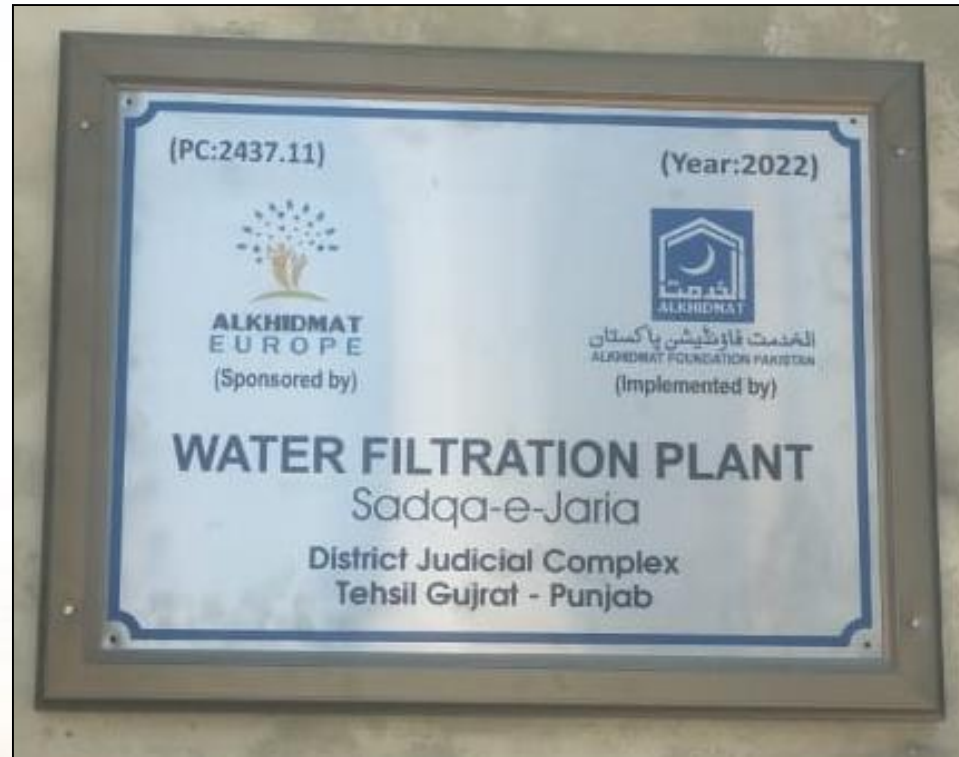 (PC:2437.11)
(Year:2022)
ALKHIDMAT
EUROPE
(Sponsored by)
الخدمت
ALKHIDMAT
الخدمت فاؤنڈیشن پاکستان
ALKHIDMAT FOUNDATION PAKISTAN
(Implemented by)
WATER FILTRATION PLANT
Sadqa-e-Jaria
District Judicial Complex
Tehsil Gujrat - Punjab